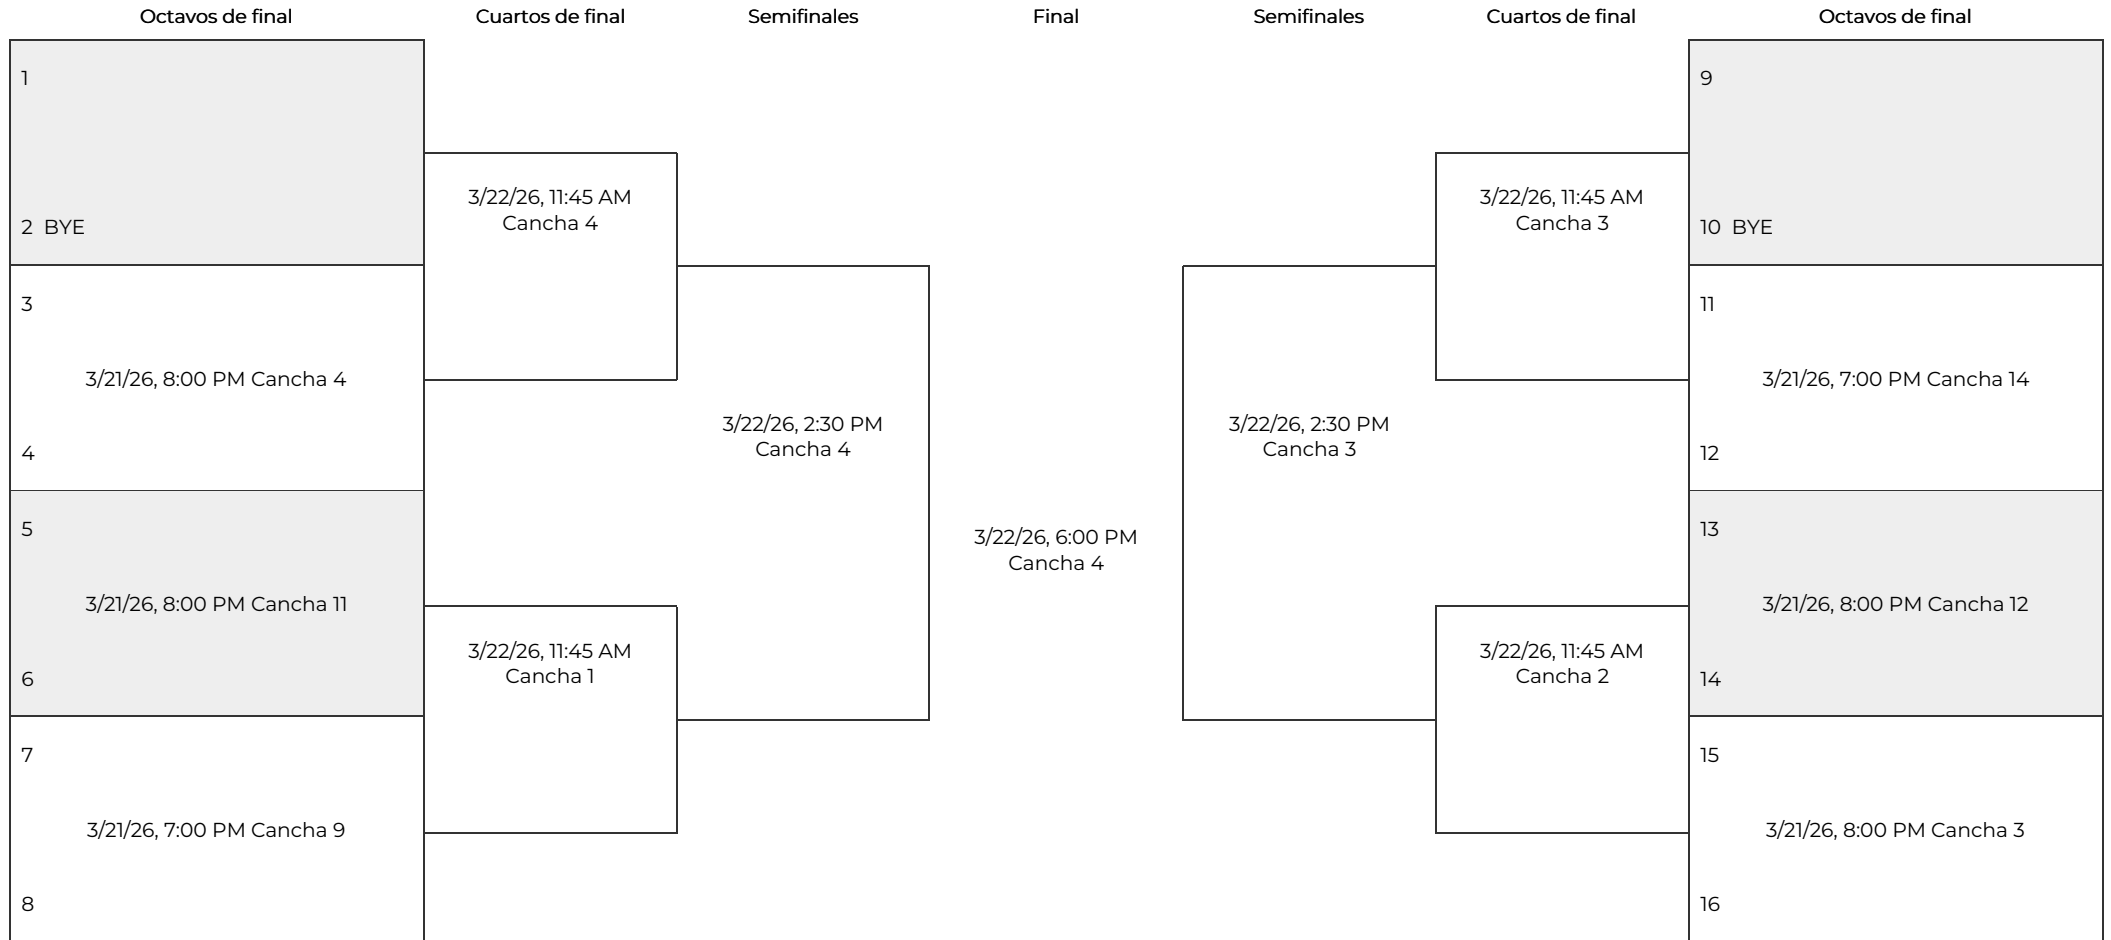 Octavos de final
Cuartos de final
Semifinales
Final
Semifinales
Cuartos de final
Octavos de final
1
2 BYE
3
3/21/26, 8:00 PM Cancha 4
4
5
3/21/26, 8:00 PM Cancha 11
6
7
3/21/26, 7:00 PM Cancha 9
8
3/22/26, 11:45 AM
Cancha 4
3/22/26, 11:45 AM
Cancha 1
3/22/26, 2:30 PM
Cancha 4
3/22/26, 6:00 PM
Cancha 4
3/22/26, 2:30 PM
Cancha 3
3/22/26, 11:45 AM
Cancha 3
3/22/26, 11:45 AM
Cancha 2
9
10 BYE
11
3/21/26, 7:00 PM Cancha 14
12
13
3/21/26, 8:00 PM Cancha 12
14
15
3/21/26, 8:00 PM Cancha 3
16